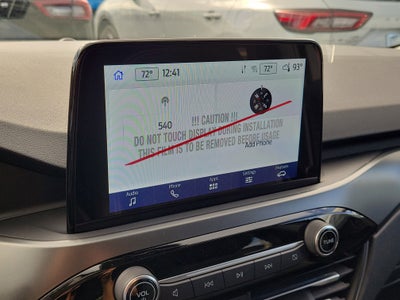 72° 12:41 72° 93°
540
!!! CAUTION !!!
DO NOT TOUCH DISPLAY DURING INSTALLATION
THIS FILM IS TO BE REMOVED BEFORE USAGE
Add Phone
Audio Phone Apps Settings
VOL TUNE